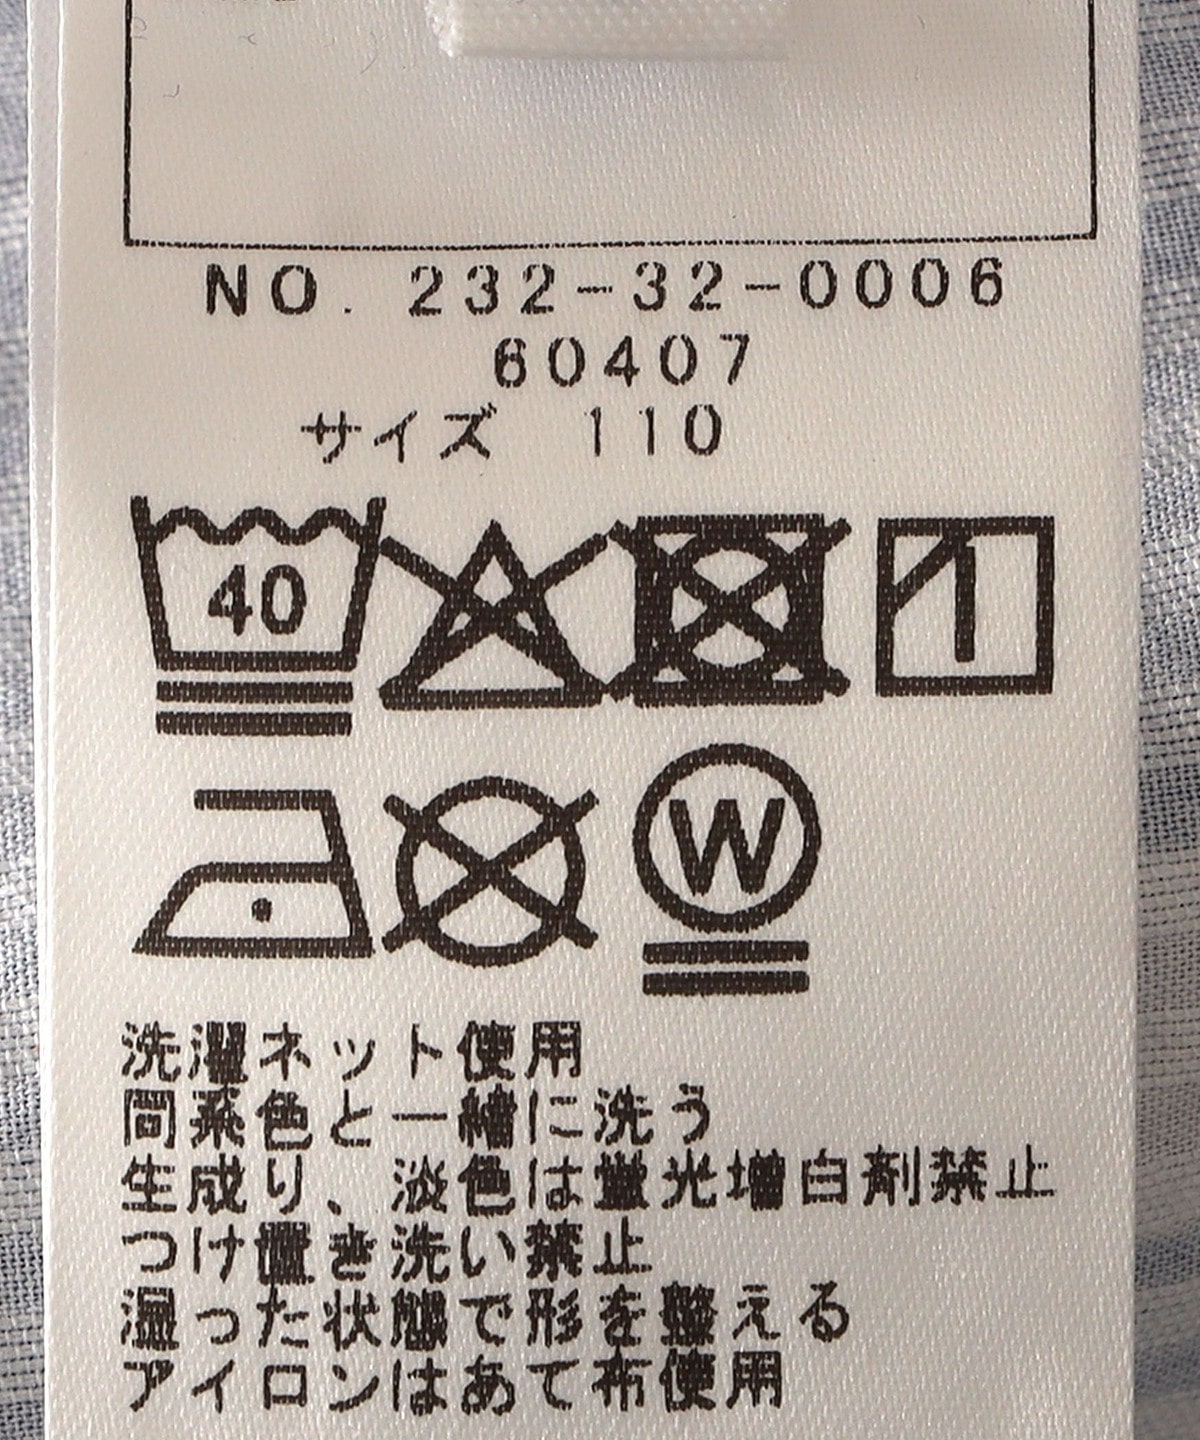 NO. 232-32-0006
60407
サイズ 110
40
W
洗濯ネット使用
同系色と一緒に洗う
生成り、淡色は蛍光増白剤禁止
つけ置き洗い禁止
湿った状態で形を整える
アイロンはあて布使用